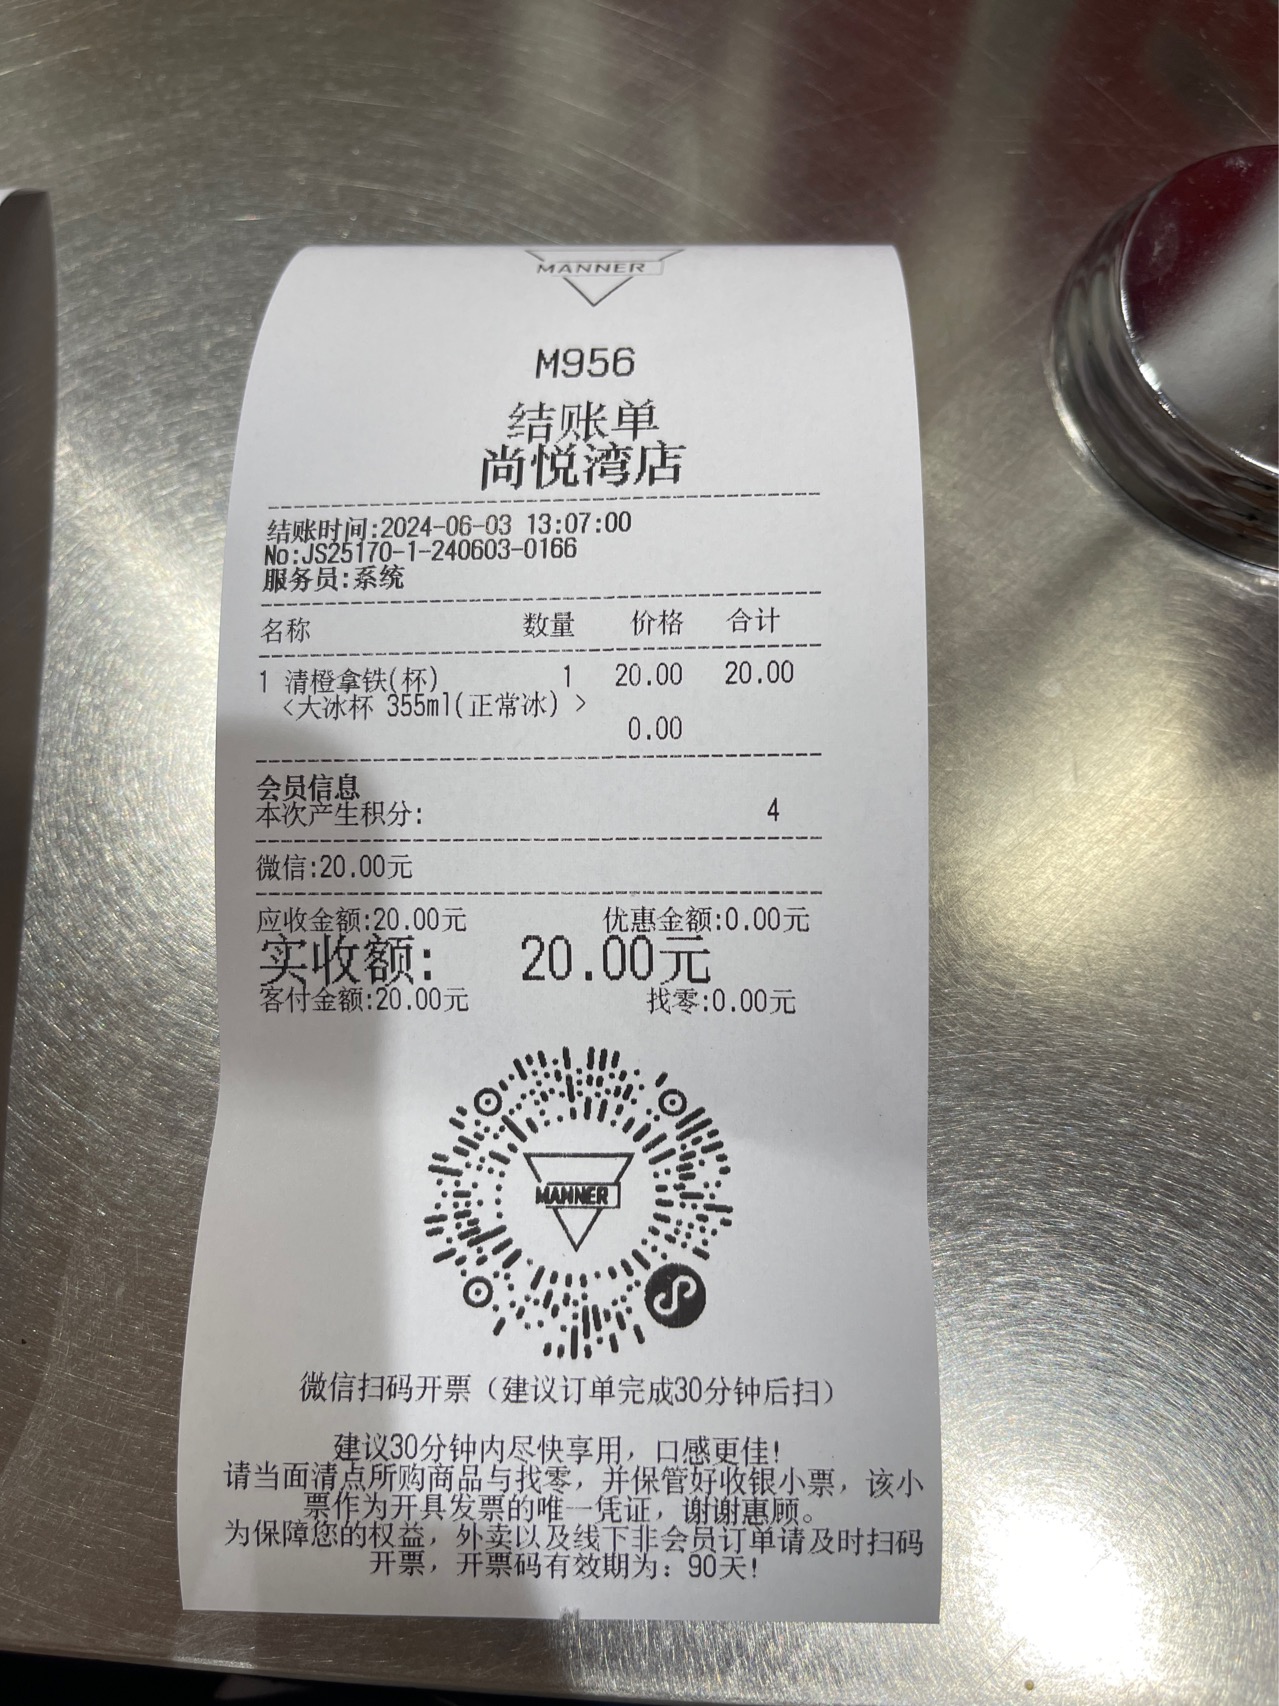 MANNER
M956
结账单
尚悦湾店
结账时间:2024-06-03 13:07:00
No:JS25170-1-240603-0166
服务员:系统
名称 数量 价格 合计
1 清橙拿铁(杯) 1 20.00 20.00
<大冰杯 355ml(正常冰) >
0.00
会员信息
本次产生积分: 4
微信:20.00元
应收金额:20.00元 优惠金额:0.00元
实收额: 20.00元
客付金额:20.00元 找零:0.00元
MANNER
微信扫码开票（建议订单完成30分钟后扫）
建议30分钟内尽快享用，口感更佳!
请当面清点所购商品与找零，并保管好收银小票，该小
票作为开具发票的唯一凭证，谢谢惠顾。
为保障您的权益，外卖以及线下非会员订单请及时扫码
开票，开票码有效期为：90天!